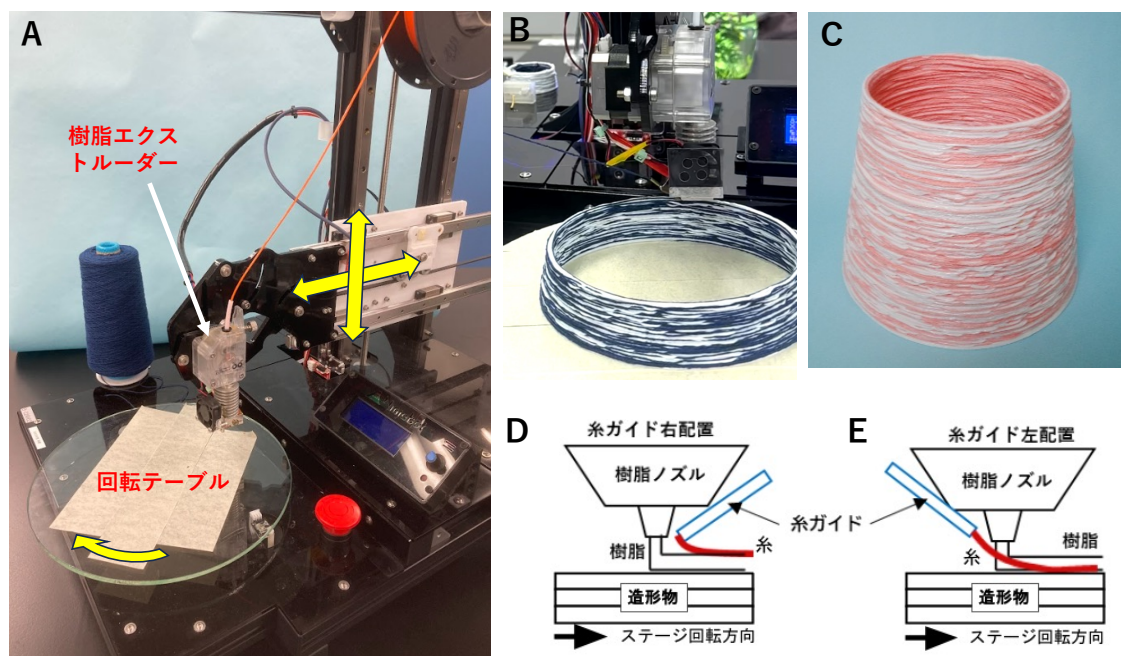 A
樹脂エクス
トルーダー
回転テーブル
B
C
D
糸ガイド右配置
樹脂ノズル
糸ガイド
樹脂
糸
造形物
ステージ回転方向
E
糸ガイド左配置
樹脂ノズル
樹脂
糸
造形物
ステージ回転方向